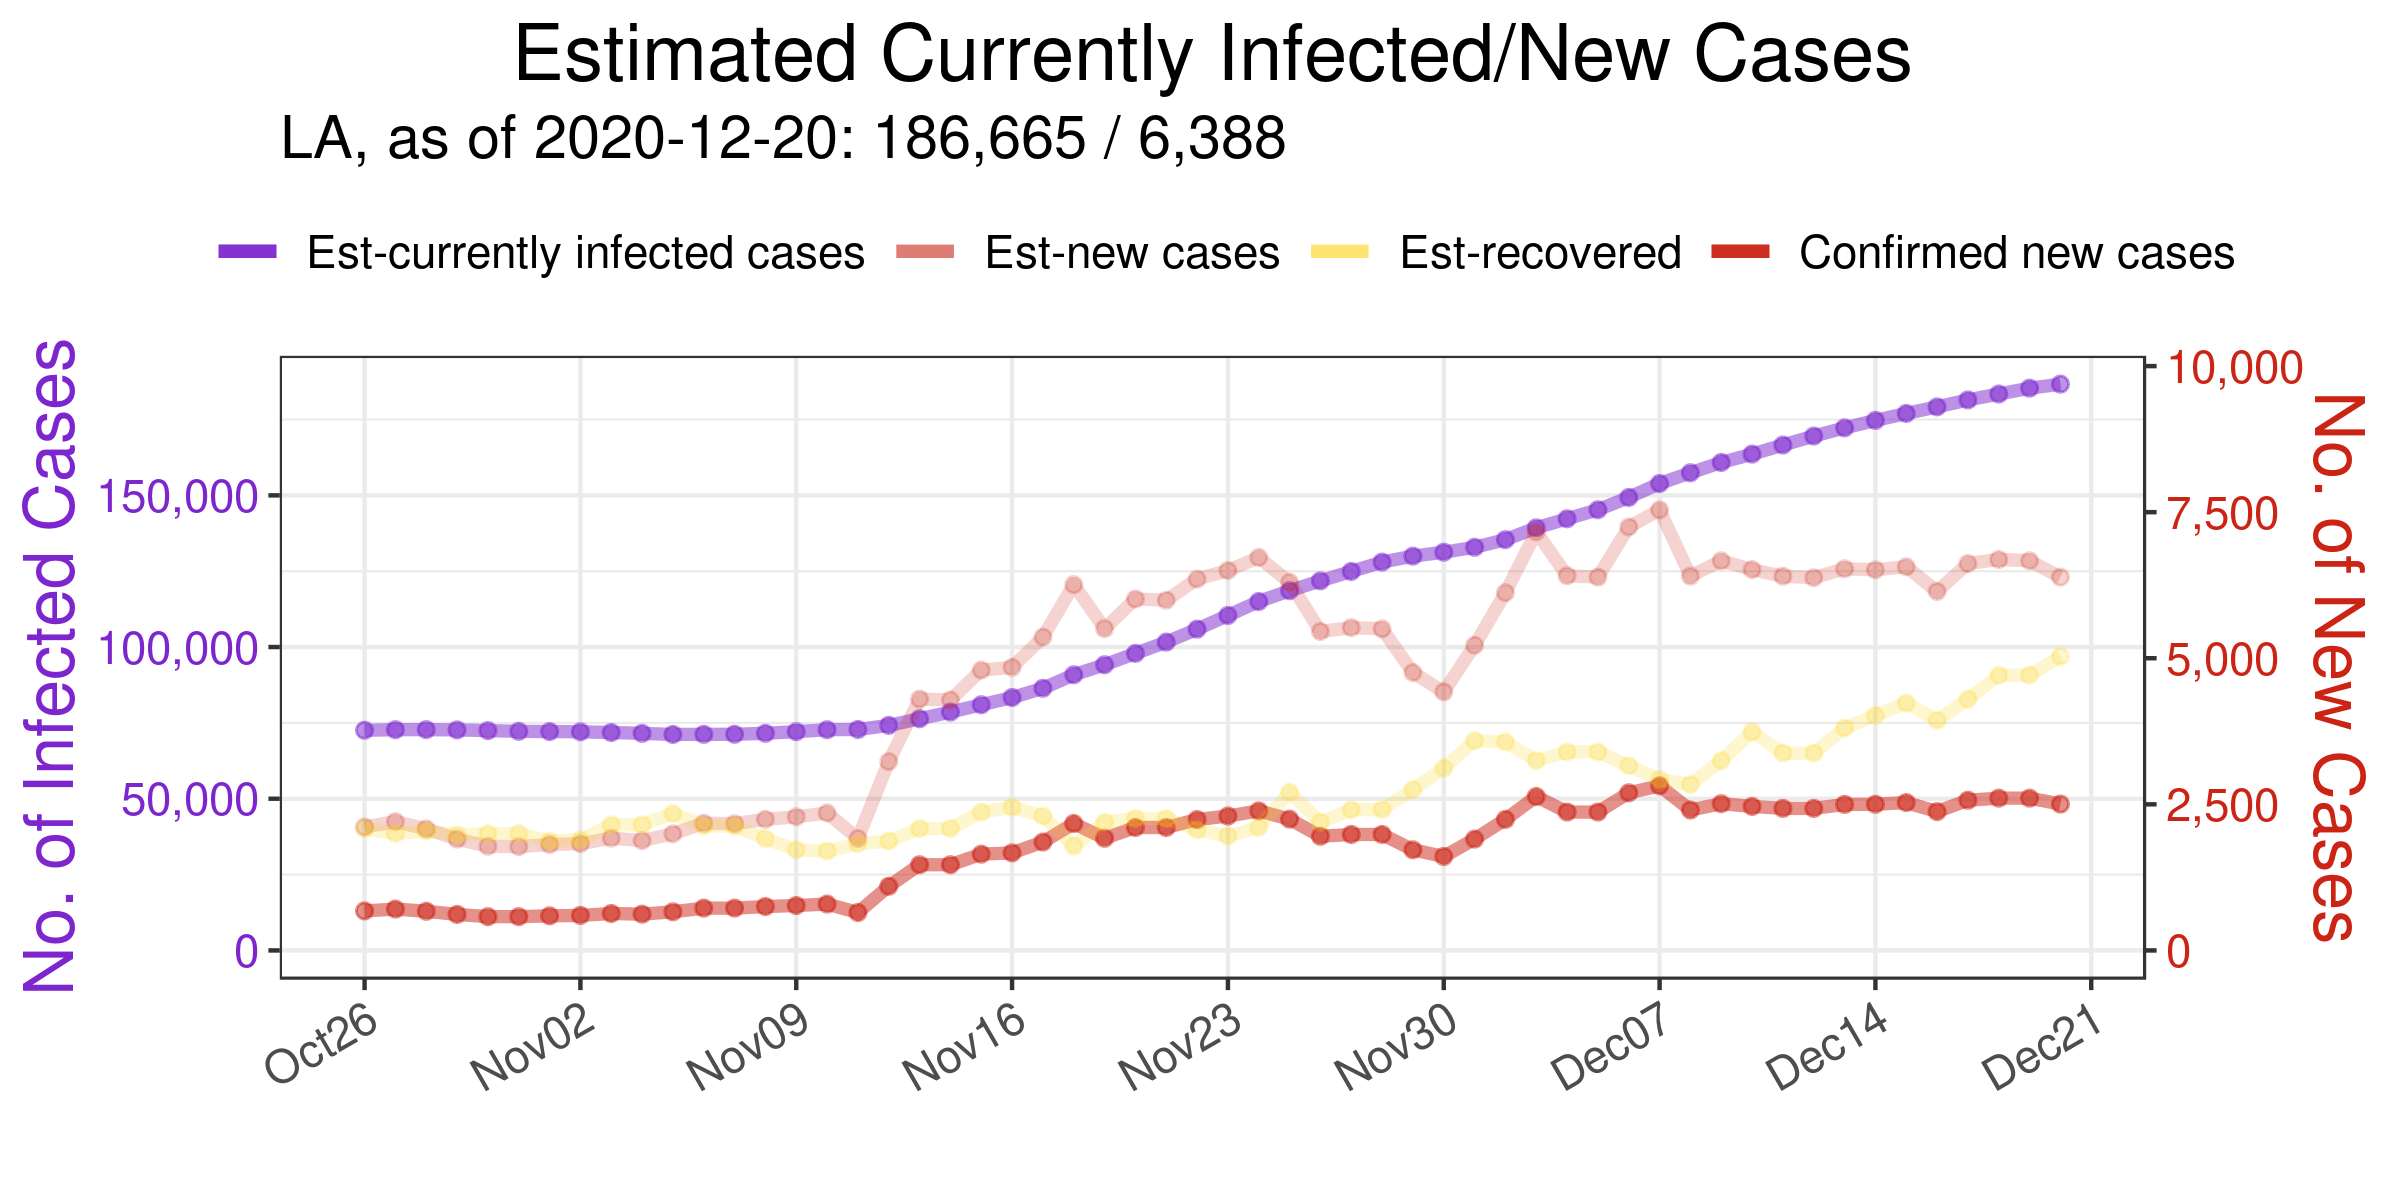 Estimated Currently Infected/New Cases
LA, as of 2020-12-20: 186,665 / 6,388
Est-currently infected cases Est-new cases Est-recovered Confirmed new cases
No. of Infected Cases
150,000
100,000
50,000
0
10,000
7,500
5,000
2,500
0
No. of New Cases
Oct26 Nov02 Nov09 Nov16 Nov23 Nov30 Dec07 Dec14 Dec21